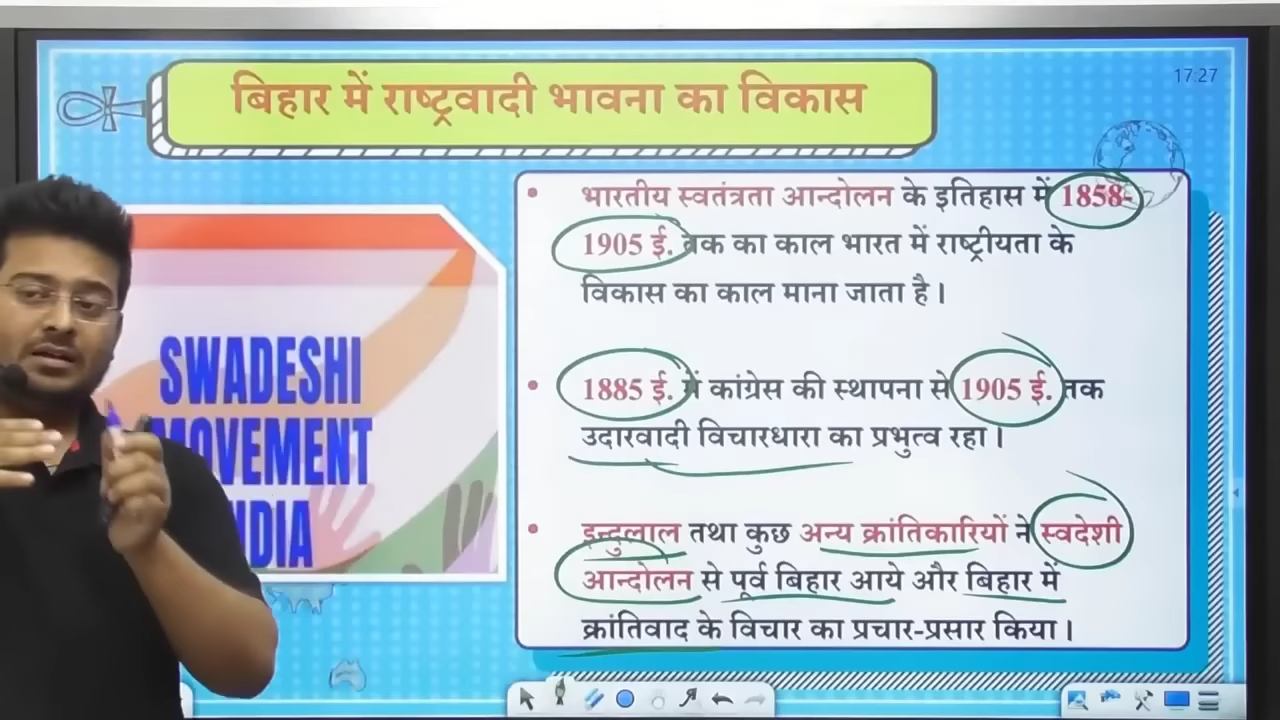 बिहार में राष्ट्रवादी भावना का विकास
17:27
SWADESHI
MOVEMENT
INDIA
• भारतीय स्वतंत्रता आन्दोलन के इतिहास में 1858-
1905 ई. तक का काल भारत में राष्ट्रीयता के
विकास का काल माना जाता है।
• 1885 ई. में कांग्रेस की स्थापना से 1905 ई. तक
उदारवादी विचारधारा का प्रभुत्व रहा।
• इन्दुलाल तथा कुछ अन्य क्रांतिकारियों ने स्वदेशी
आन्दोलन से पूर्व बिहार आये और बिहार में
क्रांतिवाद के विचार का प्रचार-प्रसार किया।